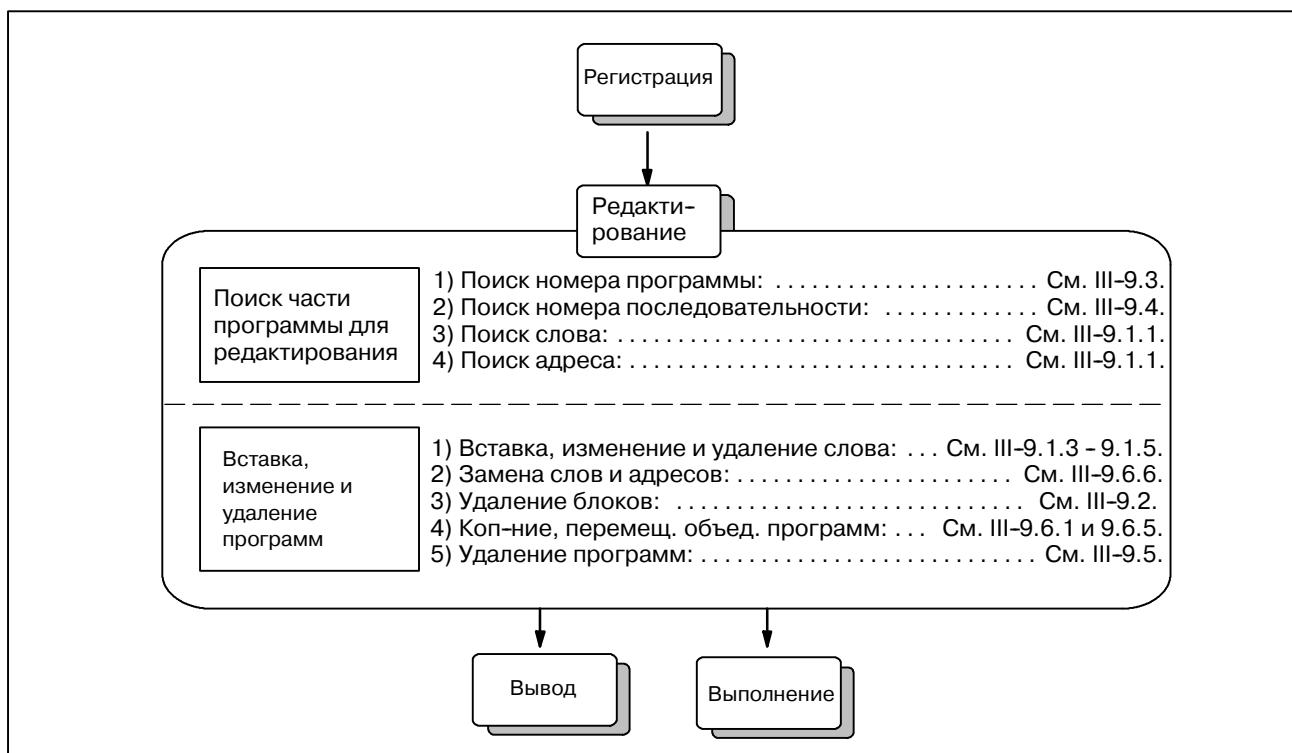 Регистрация
Редакти-
рование
Поиск части
программы для
редактирования
1) Поиск номера программы: . . . . . . . . . . . . . . . . . . . . . . См. III-9.3.
2) Поиск номера последовательности: . . . . . . . . . . . . . См. III-9.4.
3) Поиск слова: . . . . . . . . . . . . . . . . . . . . . . . . . . . . . . . См. III-9.1.1.
4) Поиск адреса: . . . . . . . . . . . . . . . . . . . . . . . . . . . . . . См. III-9.1.1.
Вставка,
изменение и
удаление
программ
1) Вставка, изменение и удаление слова: . . . См. III-9.1.3 - 9.1.5.
2) Замена слов и адресов: . . . . . . . . . . . . . . . . . . . . . . . См. III-9.6.6.
3) Удаление блоков: . . . . . . . . . . . . . . . . . . . . . . . . . . . . См. III-9.2.
4) Коп-ние, перемещ. объед. программ: . . . См. III-9.6.1 и 9.6.5.
5) Удаление программ: . . . . . . . . . . . . . . . . . . . . . . . . . . . См. III-9.5.
Вывод
Выполнение